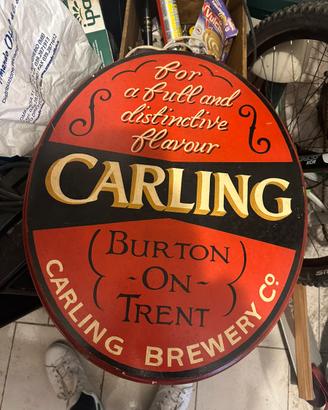 for
a full and
distinctive
flavour
CARLING
BURTON
-ON-
TRENT
CARLING BREWERY Co